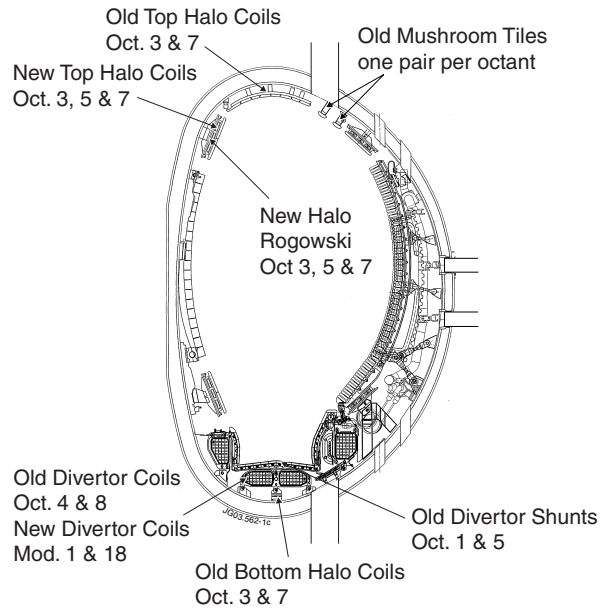 Old Top Halo Coils
Oct. 3 & 7
Old Mushroom Tiles
one pair per octant
New Top Halo Coils
Oct. 3, 5 & 7
New Halo
Rogowski
Oct 3, 5 & 7
Old Divertor Coils
Oct. 4 & 8
New Divertor Coils
Mod. 1 & 18
JG03.562-1c
Old Divertor Shunts
Oct. 1 & 5
Old Bottom Halo Coils
Oct. 3 & 7